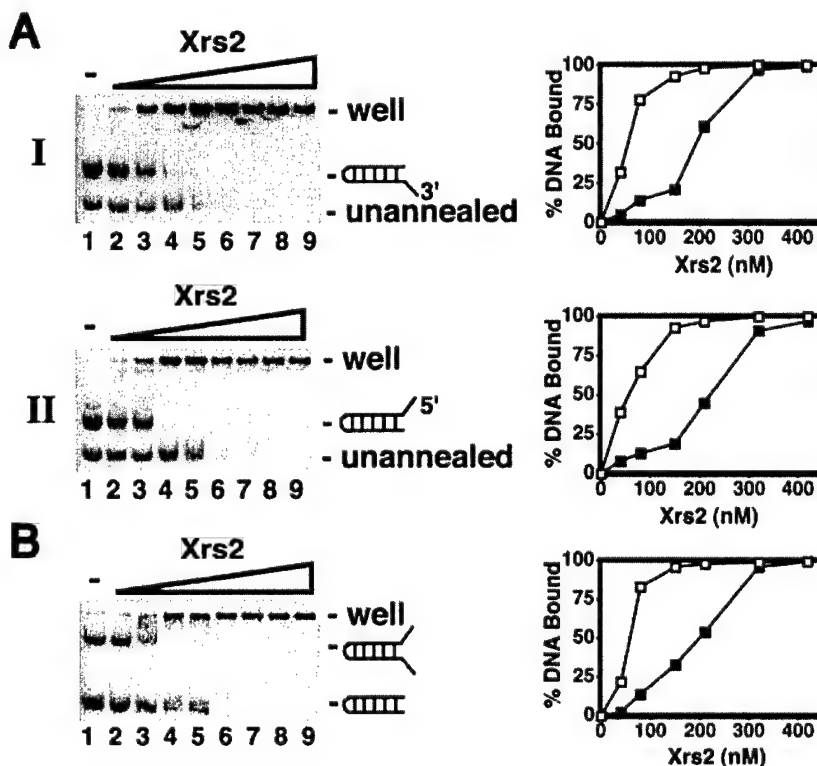 A
Xrs2
-
- well
I
- 3'
- unannealed
1 2 3 4 5 6 7 8 9
% DNA Bound
100
75
50
25
0
0 100 200 300 400
Xrs2 (nM)
Xrs2
-
- well
II
- 5'
- unannealed
1 2 3 4 5 6 7 8 9
% DNA Bound
100
75
50
25
0
0 100 200 300 400
Xrs2 (nM)
B
Xrs2
-
- well
-
-
1 2 3 4 5 6 7 8 9
% DNA Bound
100
75
50
25
0
0 100 200 300 400
Xrs2 (nM)